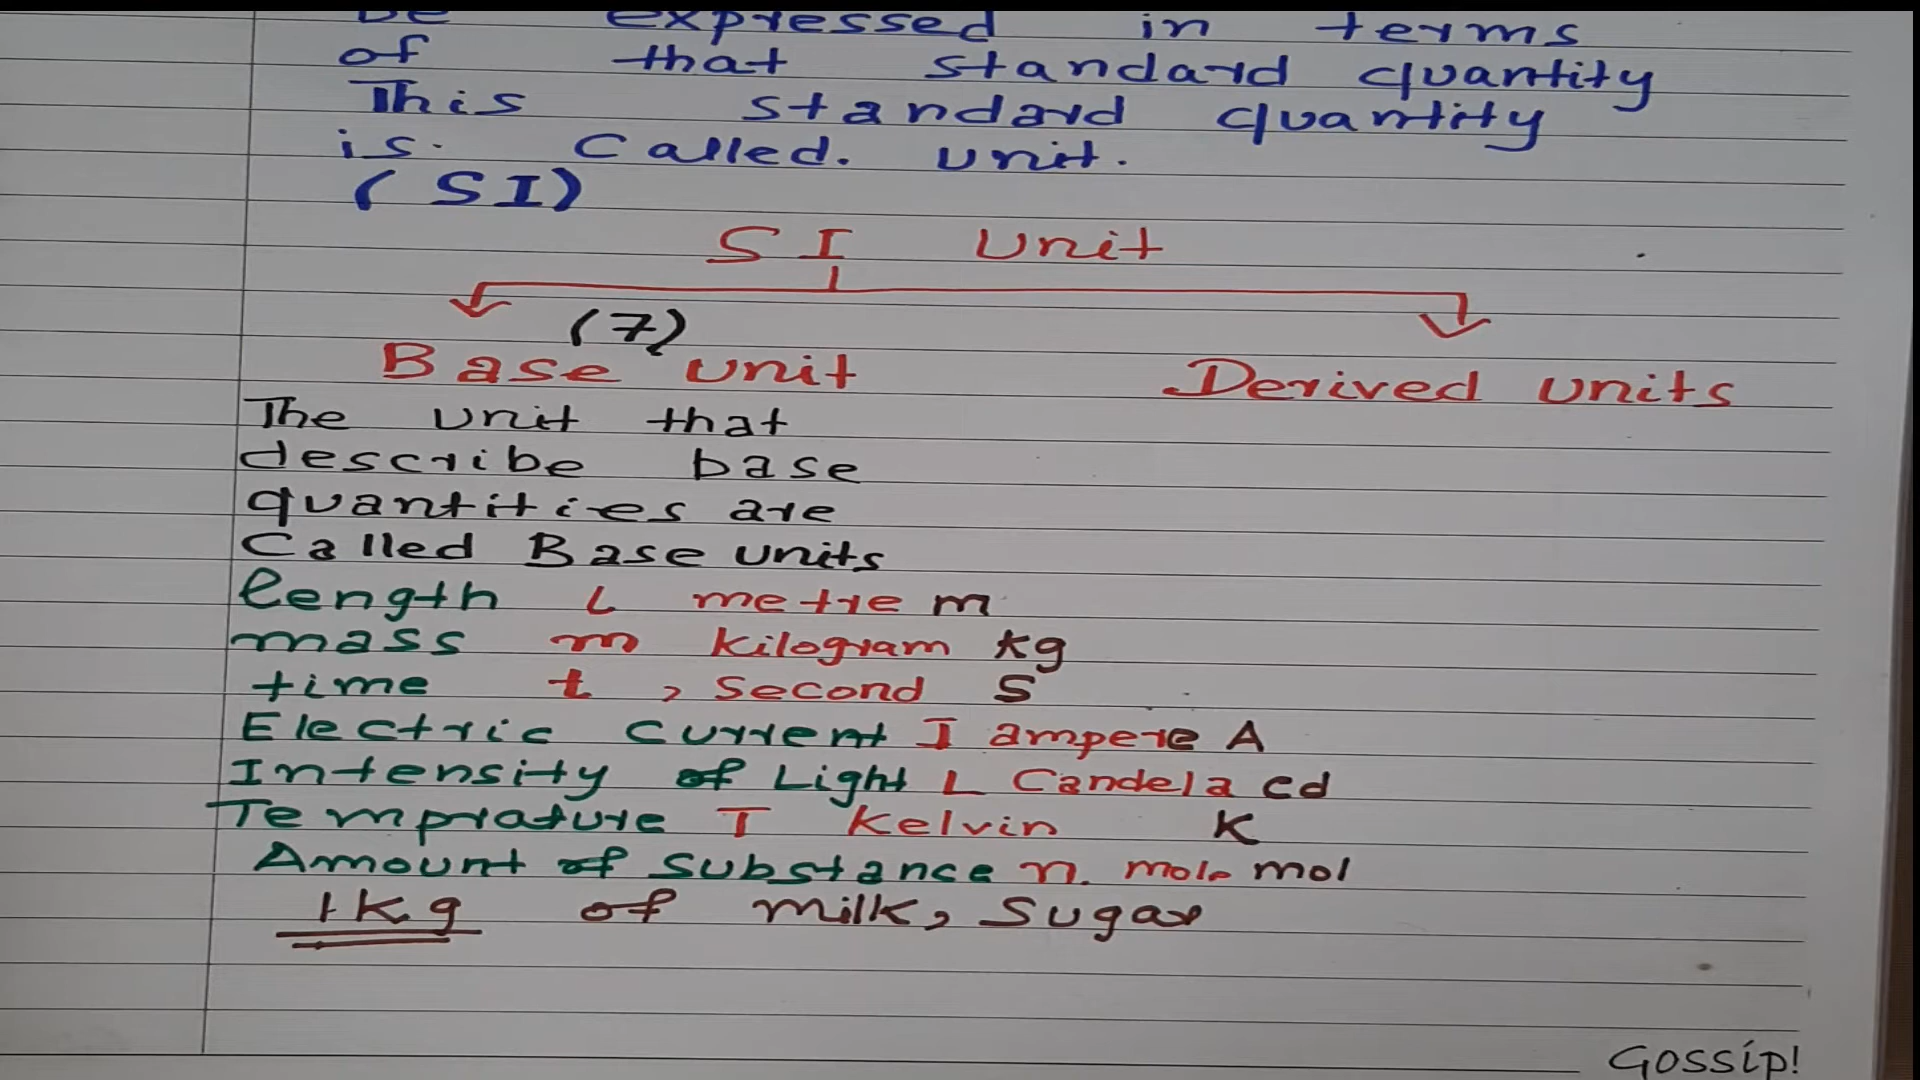 be expressed in terms
of that standard quantity
This standard quantity
is. Called. unit.
(SI)
SI Unit
(7)
Base unit
Derived units
The unit that
describe base
quantities are
Called Base units
length L metre m
mass m kilogram kg
time t, second s
Electric current I ampere A
Intensity of Light L Candela cd
Temprature T Kelvin K
Amount of substance n. mole mol
1kg of milk, Sugar
Gossip!